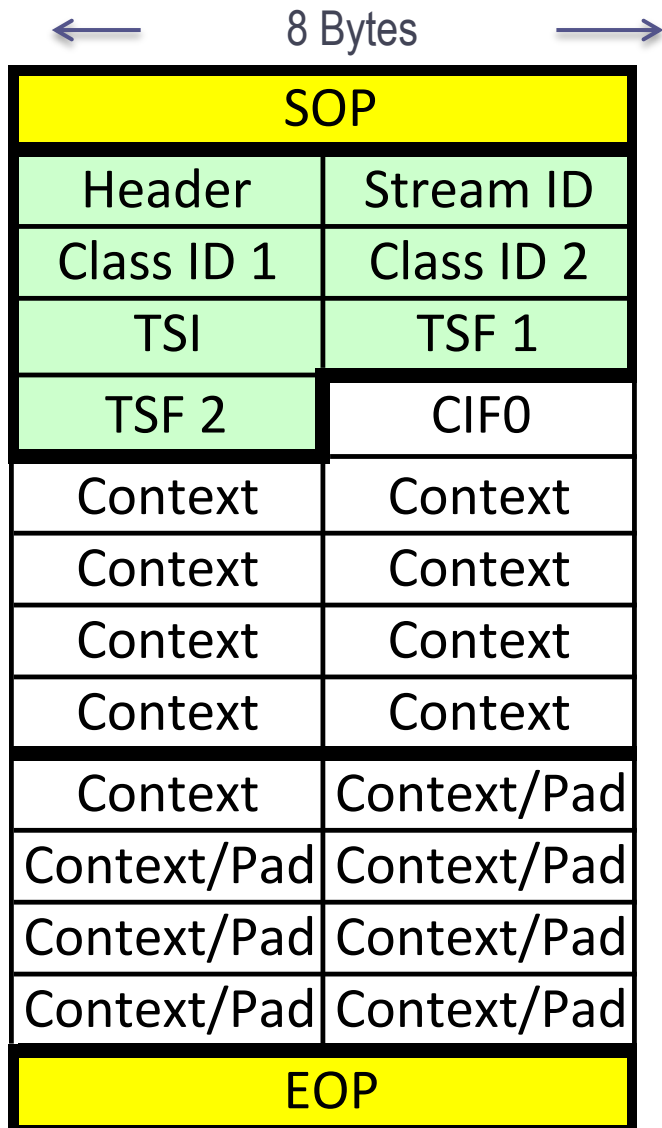 8 Bytes
SOP
Header Stream ID
Class ID 1 Class ID 2
TSI TSF 1
TSF 2 CIF0
Context Context
Context Context
Context Context
Context Context
Context Context/Pad
Context/Pad Context/Pad
Context/Pad Context/Pad
Context/Pad Context/Pad
EOP